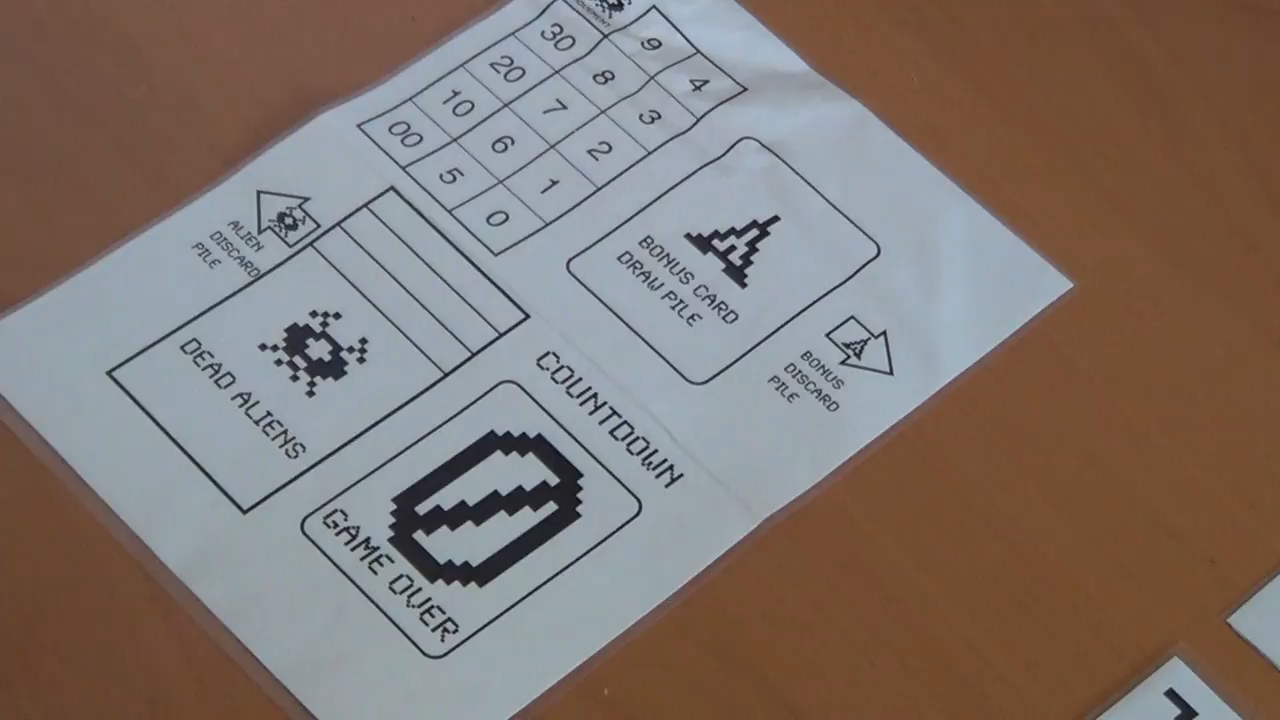 30
9
20
8
4
10
7
3
00
6
2
5
1
0
ALIEN
DISCARD
PILE
BONUS CARD
DRAW PILE
BONUS
DISCARD
PILE
DEAD ALIENS
COUNTDOWN
0
GAME OVER